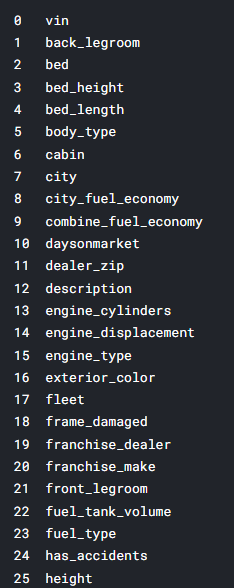 0 vin
1 back_legroom
2 bed
3 bed_height
4 bed_length
5 body_type
6 cabin
7 city
8 city_fuel_economy
9 combine_fuel_economy
10 daysonmarket
11 dealer_zip
12 description
13 engine_cylinders
14 engine_displacement
15 engine_type
16 exterior_color
17 fleet
18 frame_damaged
19 franchise_dealer
20 franchise_make
21 front_legroom
22 fuel_tank_volume
23 fuel_type
24 has_accidents
25 height